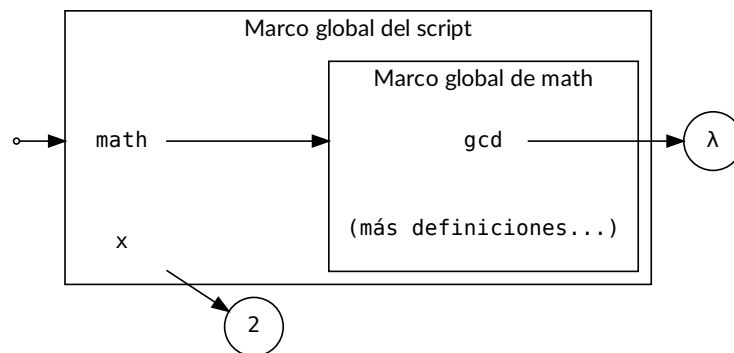 Marco global del script
Marco global de math
math
gcd
λ
(más definiciones...)
x
2